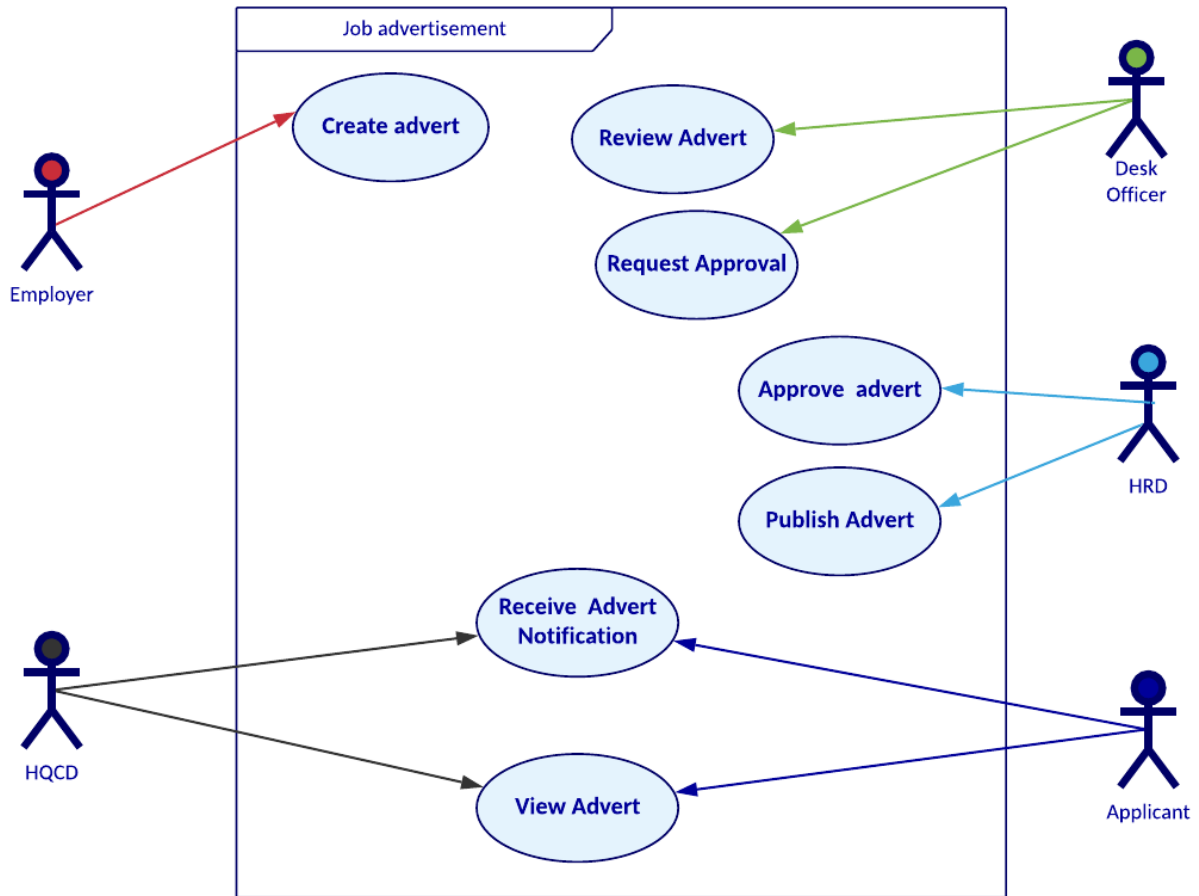 Job advertisement
Create advert
Review Advert
Desk
Officer
Request Approval
Employer
Approve  advert
HRD
Publish Advert
Receive  Advert
Notification
HQCD
View Advert
Applicant